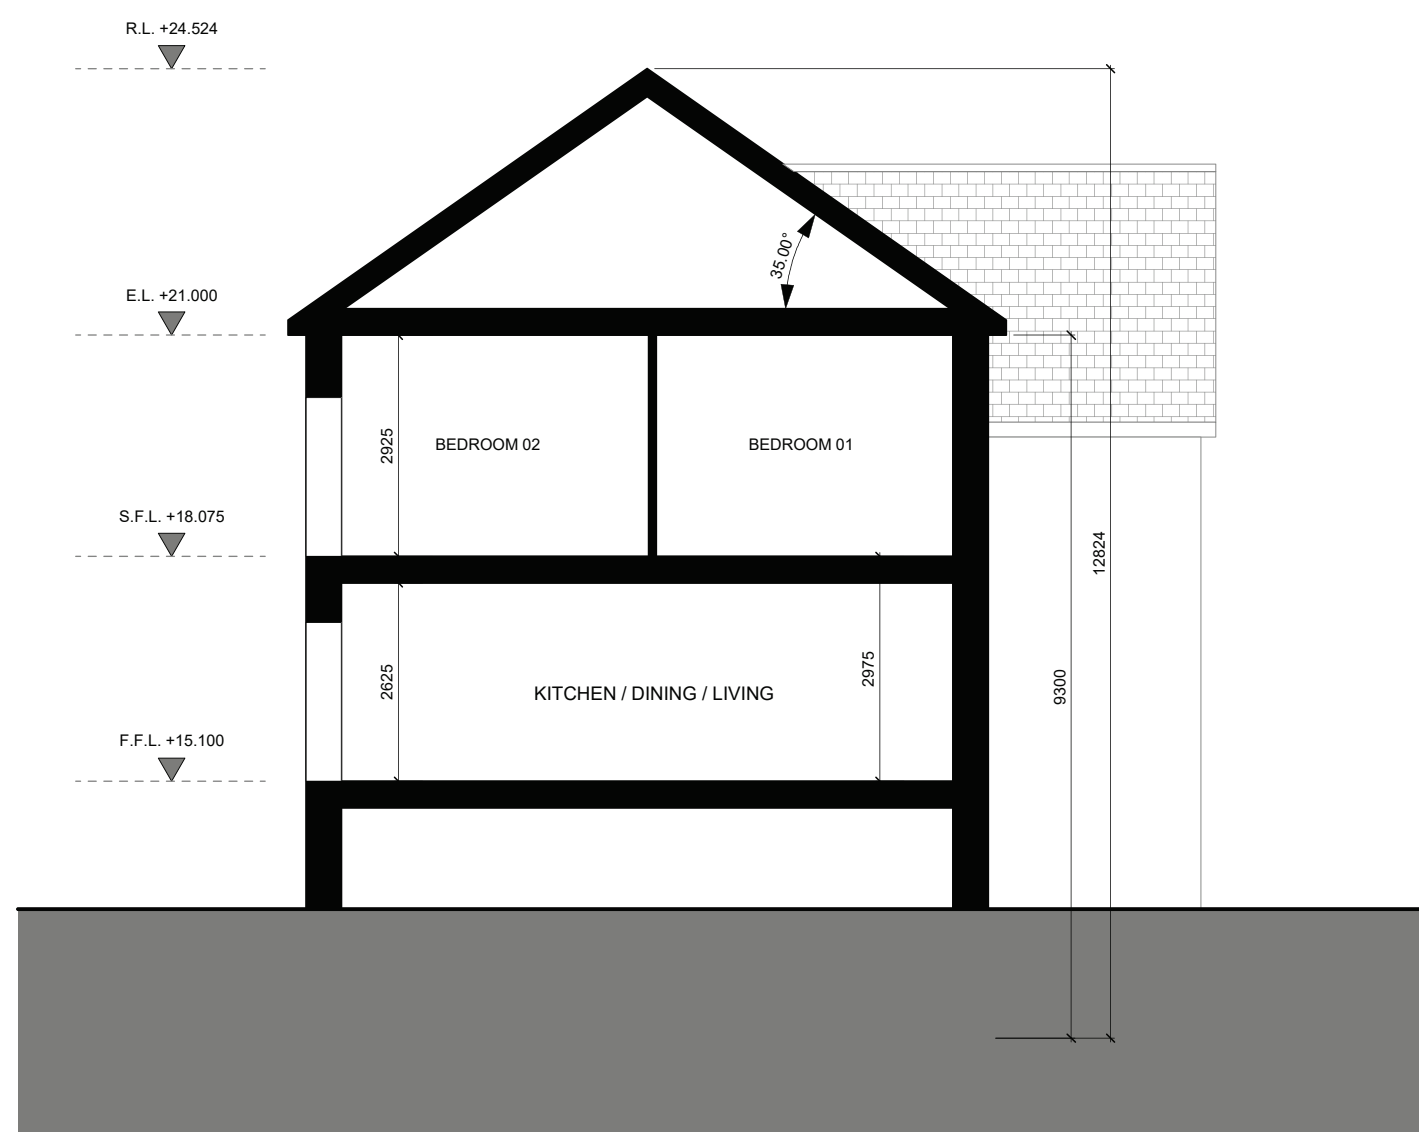 R.L. +24.524
35.00°
E.L. +21.000
2925
BEDROOM 02
BEDROOM 01
S.F.L. +18.075
12824
2625
KITCHEN / DINING / LIVING
2975
9300
F.F.L. +15.100